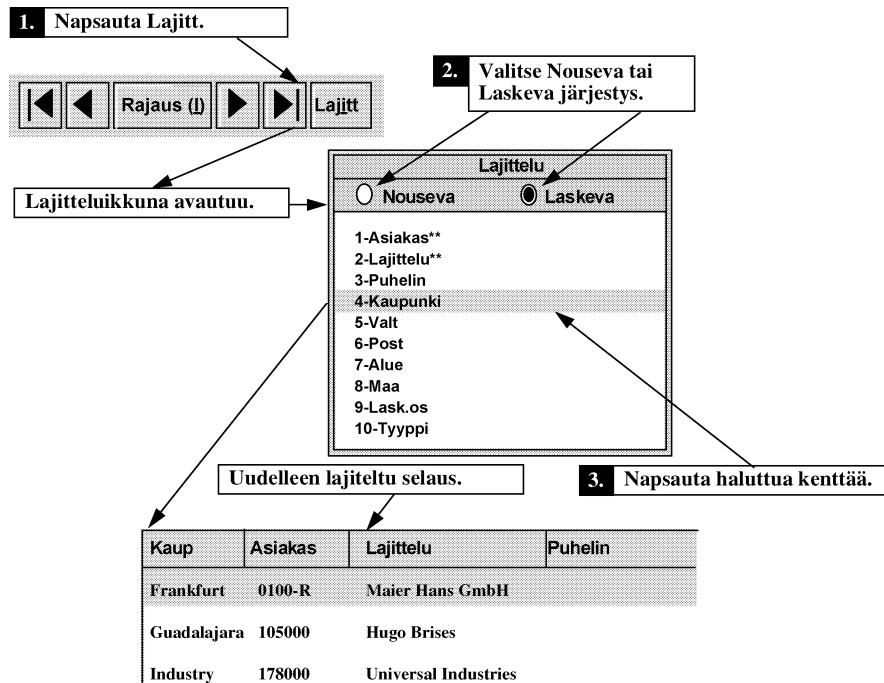 1. Napsauta Lajitt.
Rajaus (I) Lajitt
2. Valitse Nouseva tai
Laskeva järjestys.
Lajitteluikkuna avautuu.
Lajittelu
Nouseva Laskeva
1-Asiakas**
2-Lajittelu**
3-Puhelin
4-Kaupunki
5-Valt
6-Post
7-Alue
8-Maa
9-Lask.os
10-Tyyppi
Uudelleen lajiteltu selaus.
3. Napsauta haluttua kenttää.
Kaup Asiakas Lajittelu Puhelin
Frankfurt 0100-R Maier Hans GmbH
Guadalajara 105000 Hugo Brises
Industry 178000 Universal Industries